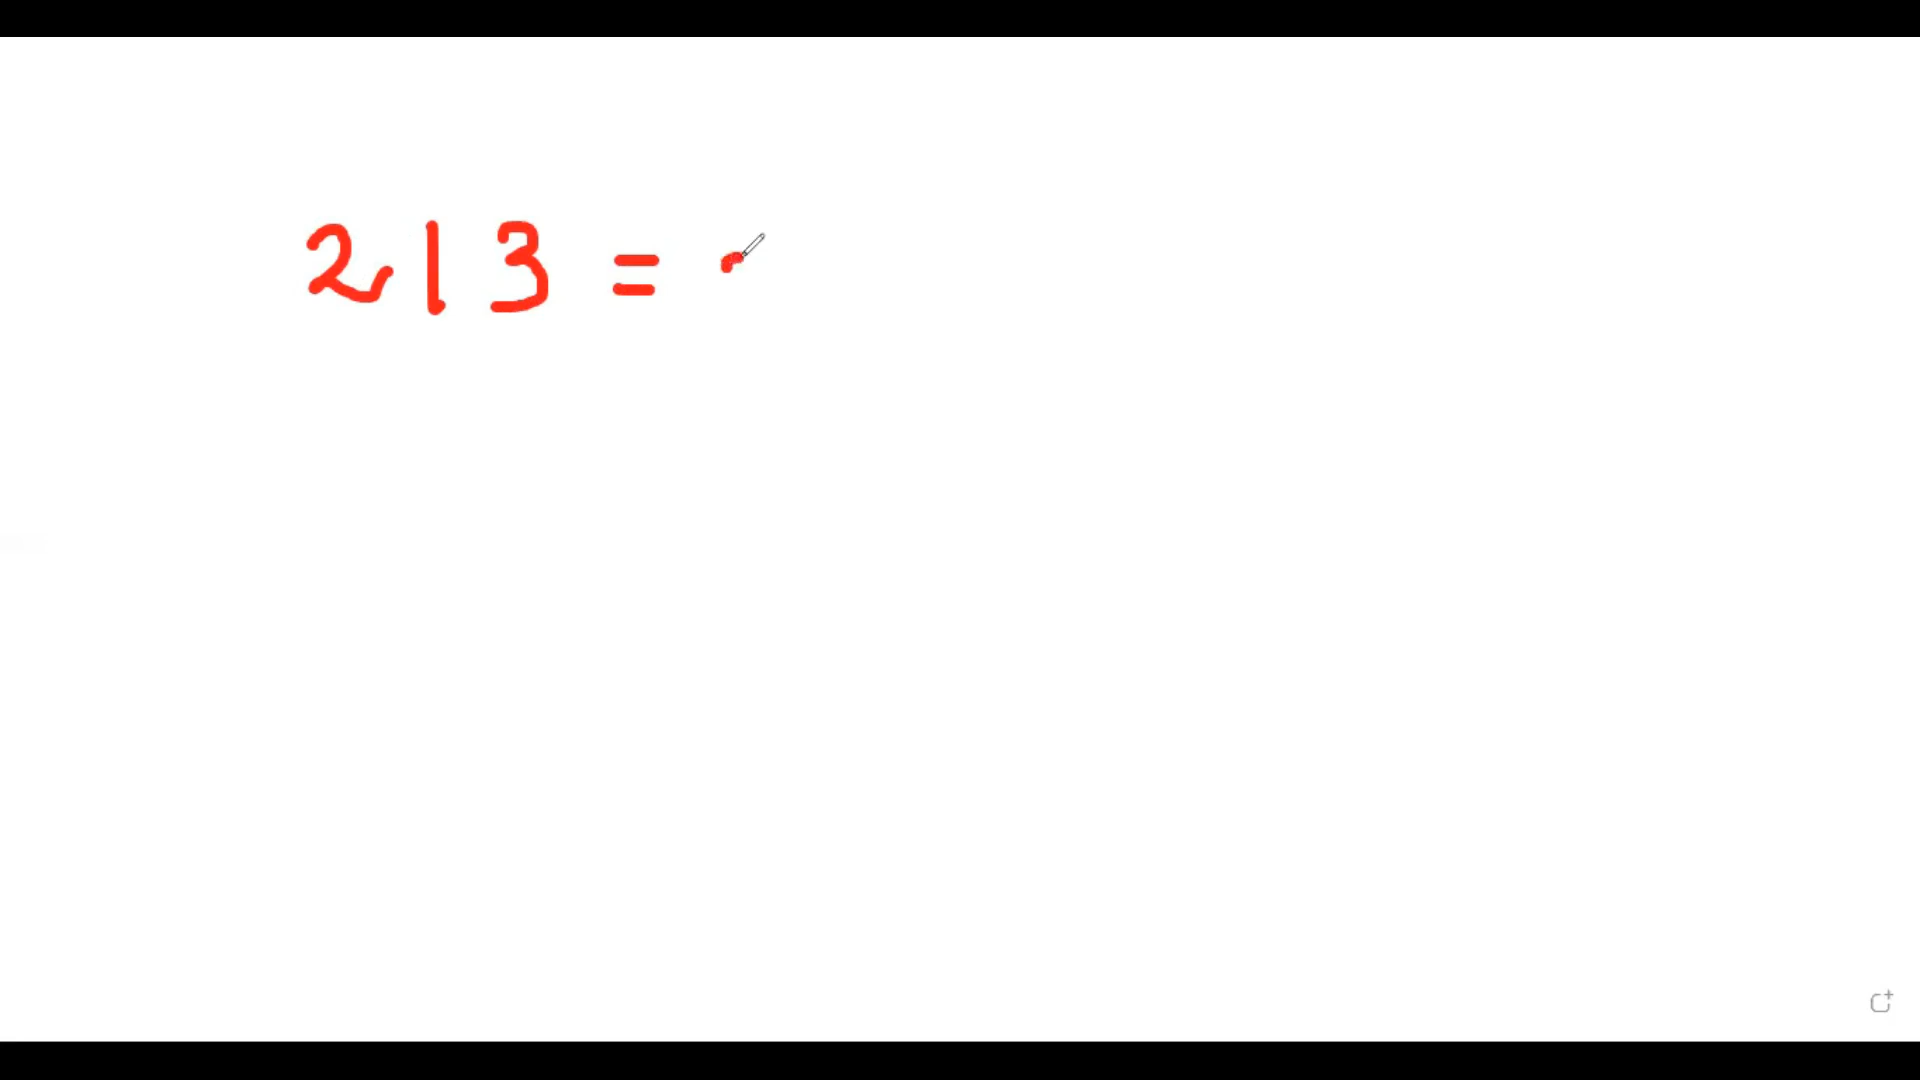 213 =